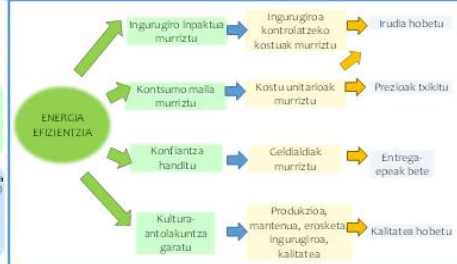 ENERGIA
EFIZIENTZIA
Ingurugiro inpaktua
murriztu
Ingurugiroa
kontrolatzeko
kostuak murriztu
Irudia hobetu
Kontsumo maila
murriztu
Kostu unitarioak
murriztu
Prezioak txikitu
Konfiantza
handitu
Geldialdiak
murriztu
Entrega-
epeak bete
Kultura-
antolakuntza
garatu
Produkzioa,
mantenua, erosketa,
ingurugiroa,
kalitatea
Kalitatea hobetu